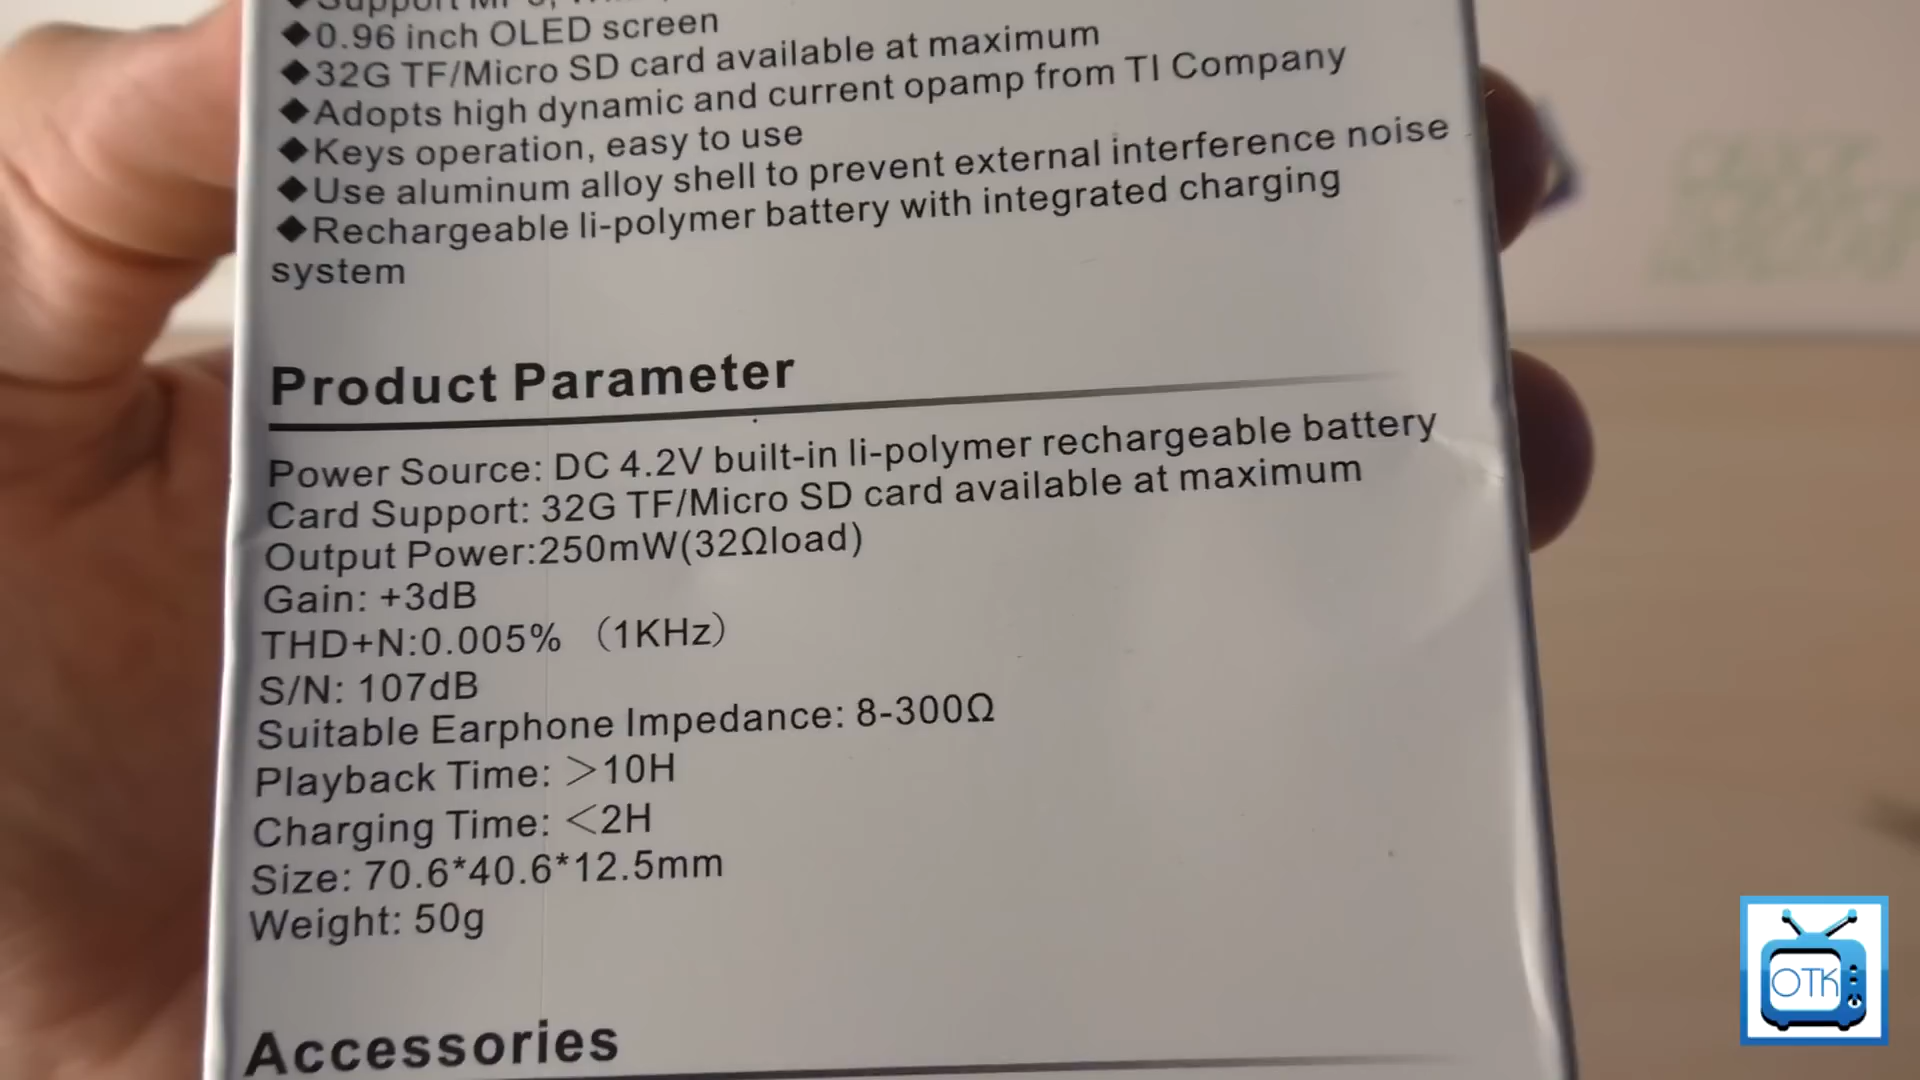 ◆Support
◆0.96 inch OLED screen
◆32G TF/Micro SD card available at maximum
◆Adopts high dynamic and current opamp from TI Company
◆Keys operation, easy to use
◆Use aluminum alloy shell to prevent external interference noise
◆Rechargeable li-polymer battery with integrated charging
system
Product Parameter
Power Source: DC 4.2V built-in li-polymer rechargeable battery
Card Support: 32G TF/Micro SD card available at maximum
Output Power:250mW(32Ωload)
Gain: +3dB
THD+N:0.005% (1KHz)
S/N: 107dB
Suitable Earphone Impedance: 8-300Ω
Playback Time: >10H
Charging Time: <2H
Size: 70.6*40.6*12.5mm
Weight: 50g
Accessories
OTK